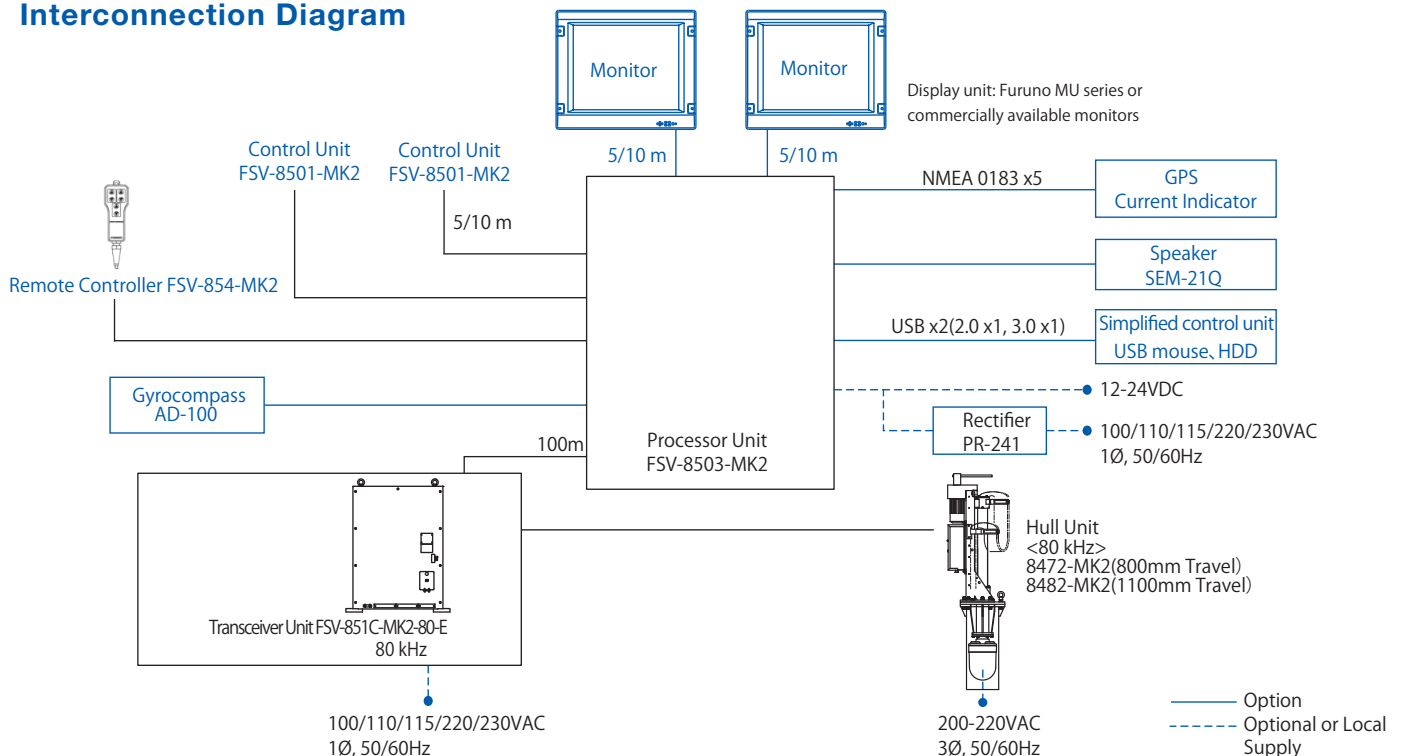 Interconnection Diagram
Monitor
Monitor
Display unit: Furuno MU series or
commercially available monitors
5/10 m
5/10 m
Control Unit
FSV-8501-MK2
Control Unit
FSV-8501-MK2
5/10 m
Remote Controller FSV-854-MK2
NMEA 0183 x5
GPS
Current Indicator
Speaker
SEM-21Q
USB x2(2.0 x1, 3.0 x1)
Simplified control unit
USB mouse、HDD
Gyrocompass
AD-100
12-24VDC
Rectifier
PR-241
100/110/115/220/230VAC
1Ø, 50/60Hz
100m
Processor Unit
FSV-8503-MK2
Transceiver Unit FSV-851C-MK2-80-E
80 kHz
Hull Unit
<80 kHz>
8472-MK2(800mm Travel)
8482-MK2(1100mm Travel)
100/110/115/220/230VAC
1Ø, 50/60Hz
200-220VAC
3Ø, 50/60Hz
Option
Optional or Local
Supply